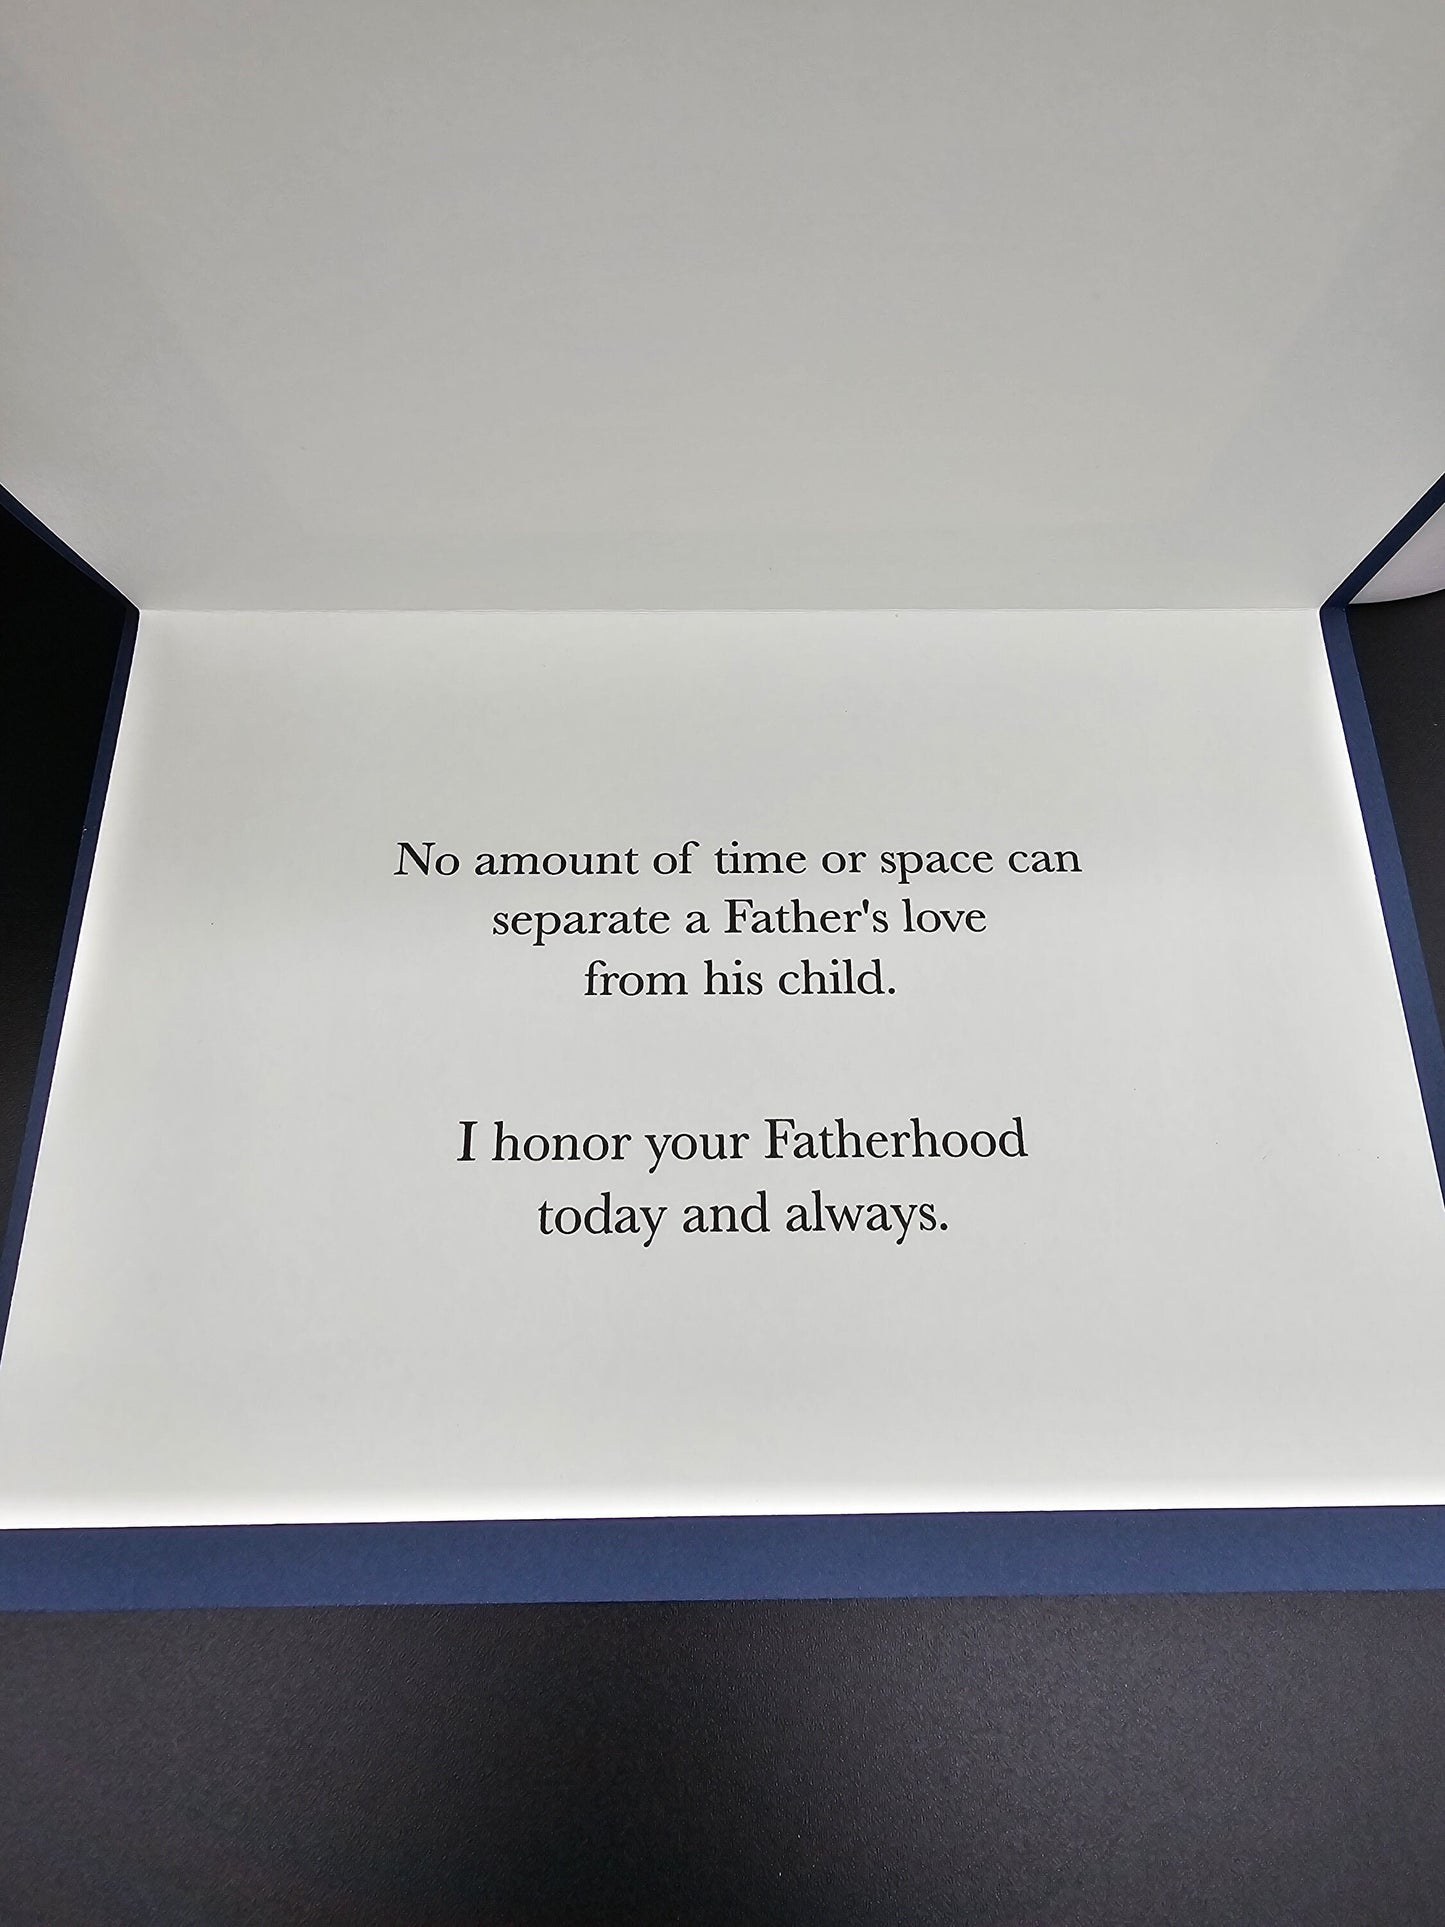 No amount of time or space can
separate a Father's love
from his child.
I honor your Fatherhood
today and always.